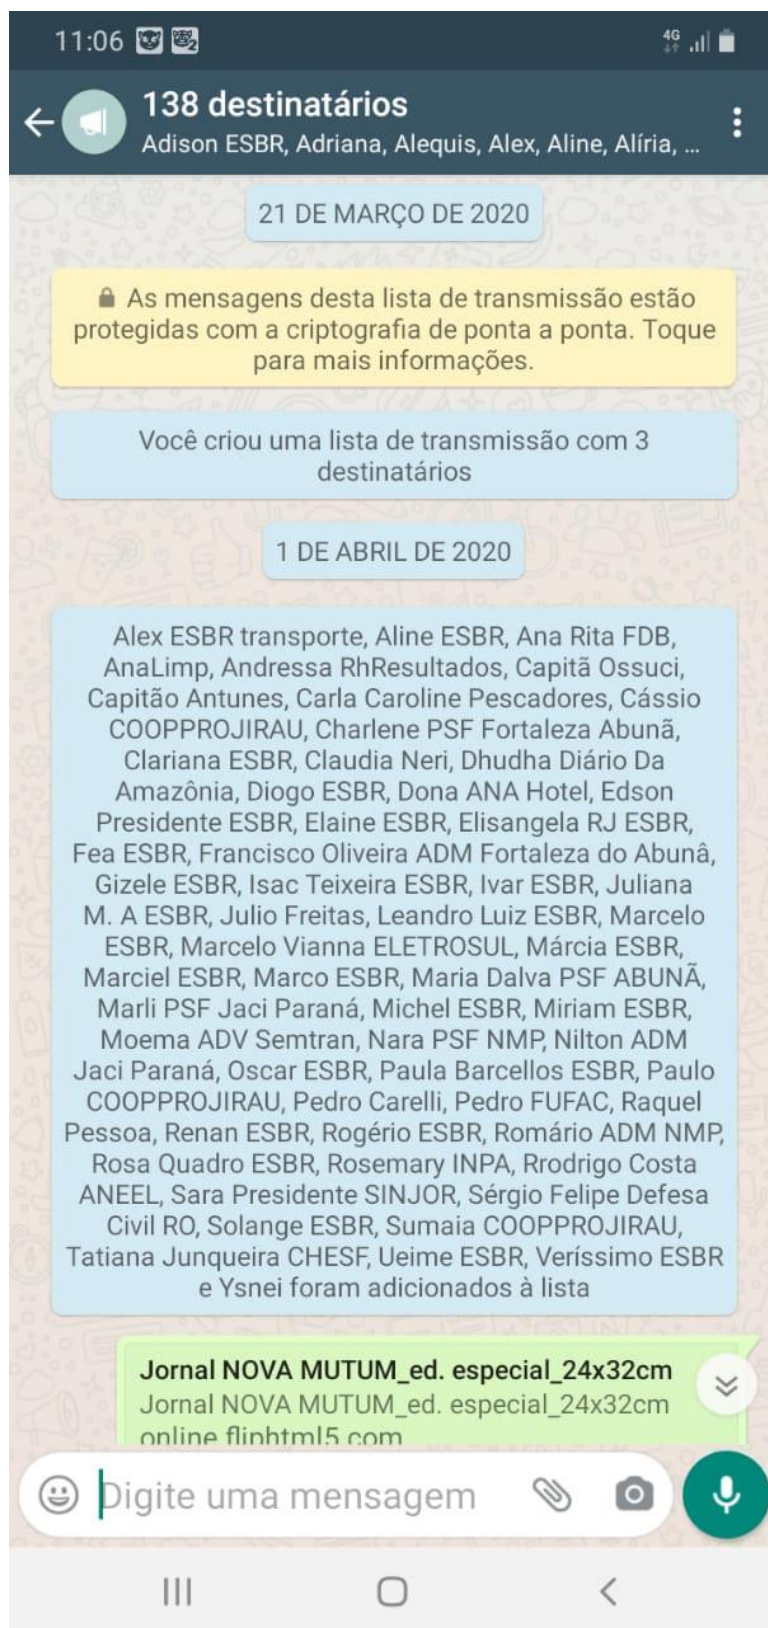 11:06
4G
138 destinatários
Adison ESBR, Adriana, Alequis, Alex, Aline, Alíria, ...
21 DE MARÇO DE 2020
As mensagens desta lista de transmissão estão
protegidas com a criptografia de ponta a ponta. Toque
para mais informações.
Você criou uma lista de transmissão com 3
destinatários
1 DE ABRIL DE 2020
Alex ESBR transporte, Aline ESBR, Ana Rita FDB,
AnaLimp, Andressa RhResultados, Capitã Ossuci,
Capitão Antunes, Carla Caroline Pescadores, Cássio
COOPPROJIRAU, Charlene PSF Fortaleza Abunã,
Clariana ESBR, Claudia Neri, Dhudha Diário Da
Amazônia, Diogo ESBR, Dona ANA Hotel, Edson
Presidente ESBR, Elaine ESBR, Elisangela RJ ESBR,
Fea ESBR, Francisco Oliveira ADM Fortaleza do Abunâ,
Gizele ESBR, Isac Teixeira ESBR, Ivar ESBR, Juliana
M. A ESBR, Julio Freitas, Leandro Luiz ESBR, Marcelo
ESBR, Marcelo Vianna ELETROSUL, Márcia ESBR,
Marciel ESBR, Marco ESBR, Maria Dalva PSF ABUNÃ,
Marli PSF Jaci Paraná, Michel ESBR, Miriam ESBR,
Moema ADV Semtran, Nara PSF NMP, Nilton ADM
Jaci Paraná, Oscar ESBR, Paula Barcellos ESBR, Paulo
COOPPROJIRAU, Pedro Carelli, Pedro FUFAC, Raquel
Pessoa, Renan ESBR, Rogério ESBR, Romário ADM NMP,
Rosa Quadro ESBR, Rosemary INPA, Rrodrigo Costa
ANEEL, Sara Presidente SINJOR, Sérgio Felipe Defesa
Civil RO, Solange ESBR, Sumaia COOPPROJIRAU,
Tatiana Junqueira CHESF, Ueime ESBR, Veríssimo ESBR
e Ysnei foram adicionados à lista
Jornal NOVA MUTUM_ed. especial_24x32cm
Jornal NOVA MUTUM_ed. especial_24x32cm
online.fliphtml5.com
Digite uma mensagem